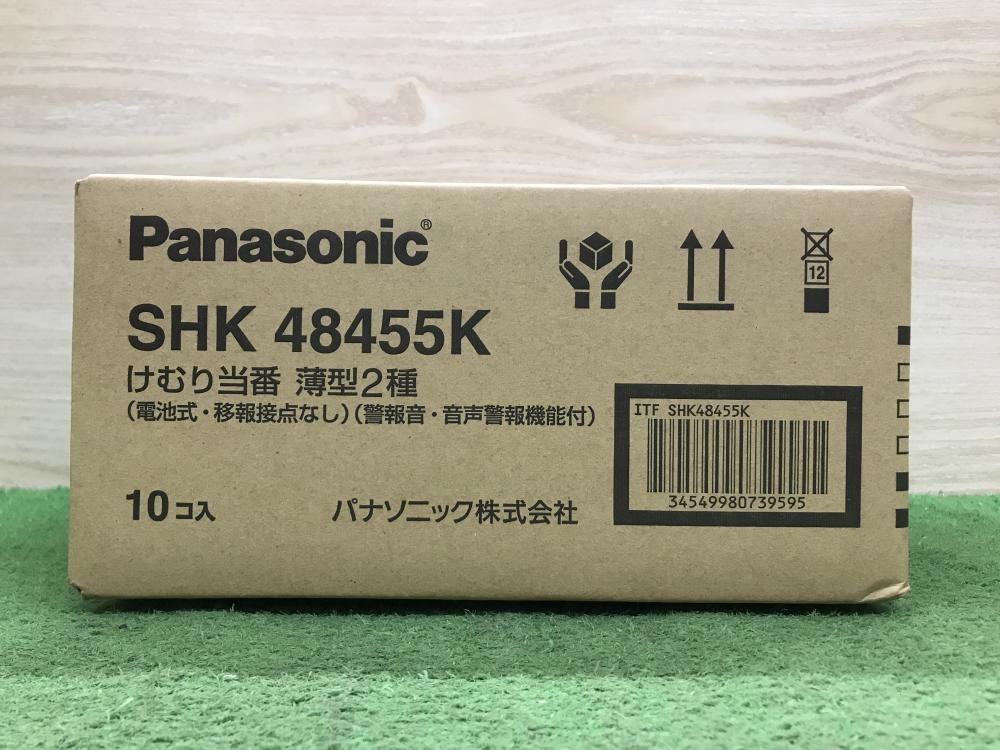 Panasonic®
SHK 48455K
けむり当番 薄型2種
(電池式・移報接点なし)(警報音・音声警報機能付)
10コ入
パナソニック株式会社
12
ITF SHK48455K
34549980739595